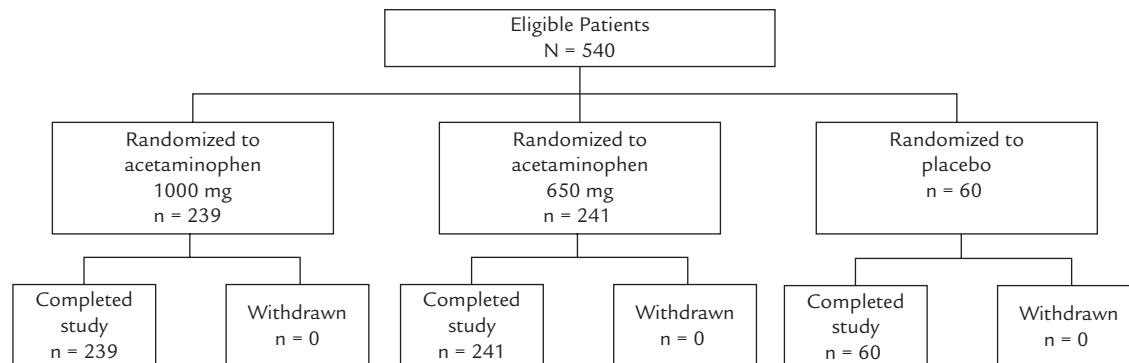 Eligible Patients
N = 540
Randomized to
acetaminophen
1000 mg
n = 239
Randomized to
acetaminophen
650 mg
n = 241
Randomized to
placebo
n = 60
Completed
study
n = 239
Withdrawn
n = 0
Completed
study
n = 241
Withdrawn
n = 0
Completed
study
n = 60
Withdrawn
n = 0